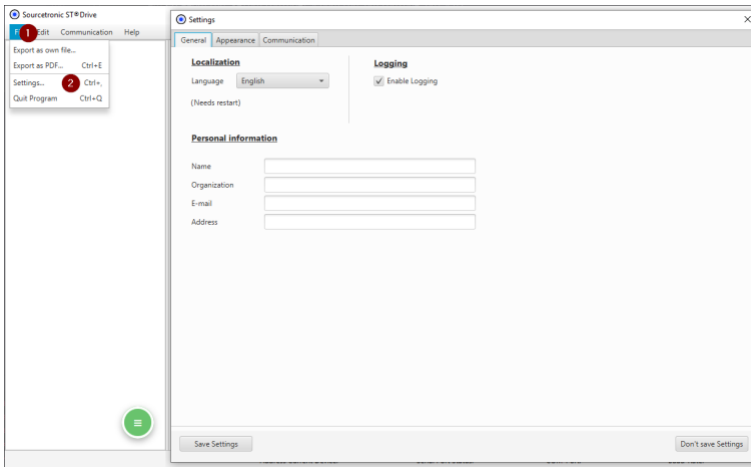 Sourcetronic ST®Drive
1 Edit Communication Help
Export as own file...
Export as PDF... Ctrl+E
Settings... 2 Ctrl+,
Quit Program Ctrl+Q
Settings
General Appearance Communication
Localization
Language English
(Needs restart)
Logging
Enable Logging
Personal information
Name
Organization
E-mail
Address
Save Settings Don't save Settings